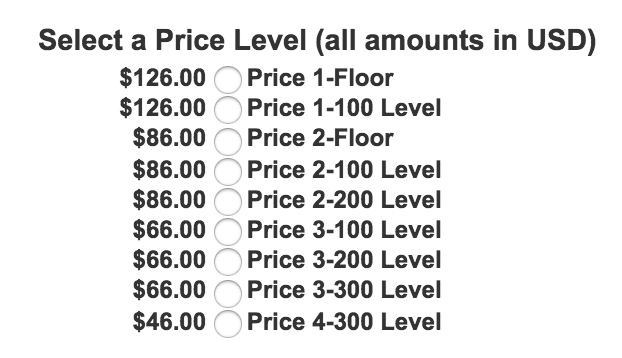 Select a Price Level (all amounts in USD)
$126.00 Price 1-Floor
$126.00 Price 1-100 Level
$86.00 Price 2-Floor
$86.00 Price 2-100 Level
$86.00 Price 2-200 Level
$66.00 Price 3-100 Level
$66.00 Price 3-200 Level
$66.00 Price 3-300 Level
$46.00 Price 4-300 Level